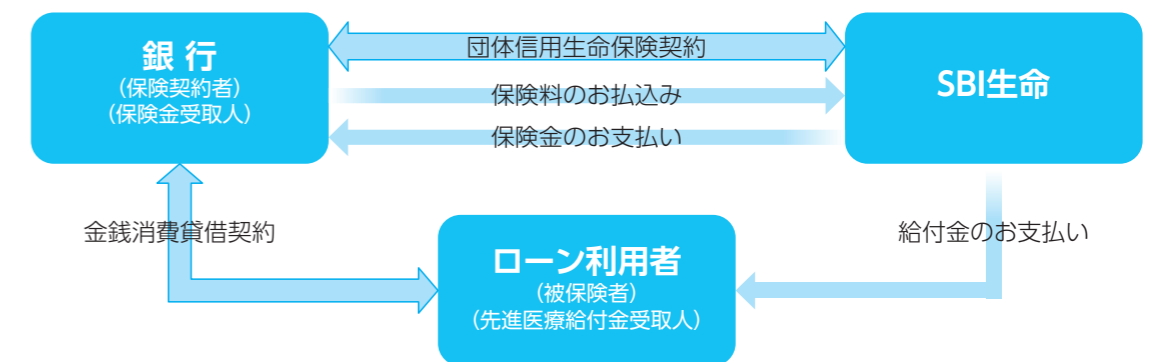 銀 行
(保険契約者)
(保険金受取人)
団体信用生命保険契約
保険料のお払込み
保険金のお支払い
SBI生命
金銭消費貸借契約
給付金のお支払い
ローン利用者
(被保険者)
(先進医療給付金受取人)